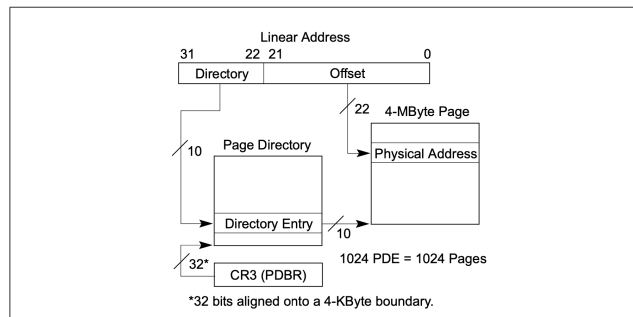 Linear Address
31 22 21 0
Directory Offset
22
4-MByte Page
10
Page Directory
Physical Address
Directory Entry
10
32*
1024 PDE = 1024 Pages
CR3 (PDBR)
*32 bits aligned onto a 4-KByte boundary.